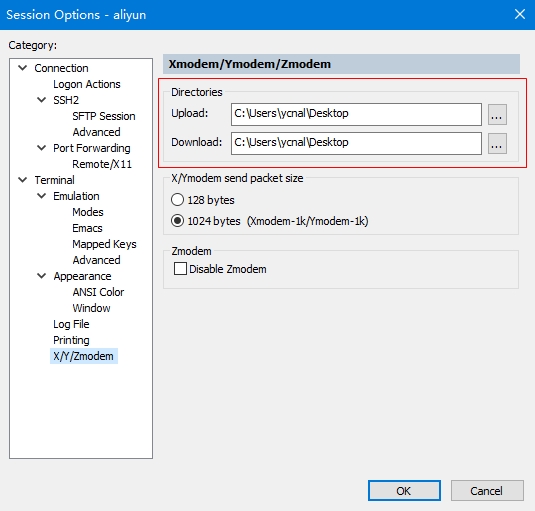 Session Options - aliyun
Category:
Connection
Logon Actions
SSH2
SFTP Session
Advanced
Port Forwarding
Remote/X11
Terminal
Emulation
Modes
Emacs
Mapped Keys
Advanced
Appearance
ANSI Color
Window
Log File
Printing
X/Y/Zmodem
Xmodem/Ymodem/Zmodem
Directories
Upload: C:\Users\ycnal\Desktop ...
Download: C:\Users\ycnal\Desktop ...
X/Ymodem send packet size
128 bytes
1024 bytes (Xmodem-1k/Ymodem-1k)
Zmodem
Disable Zmodem
OK Cancel